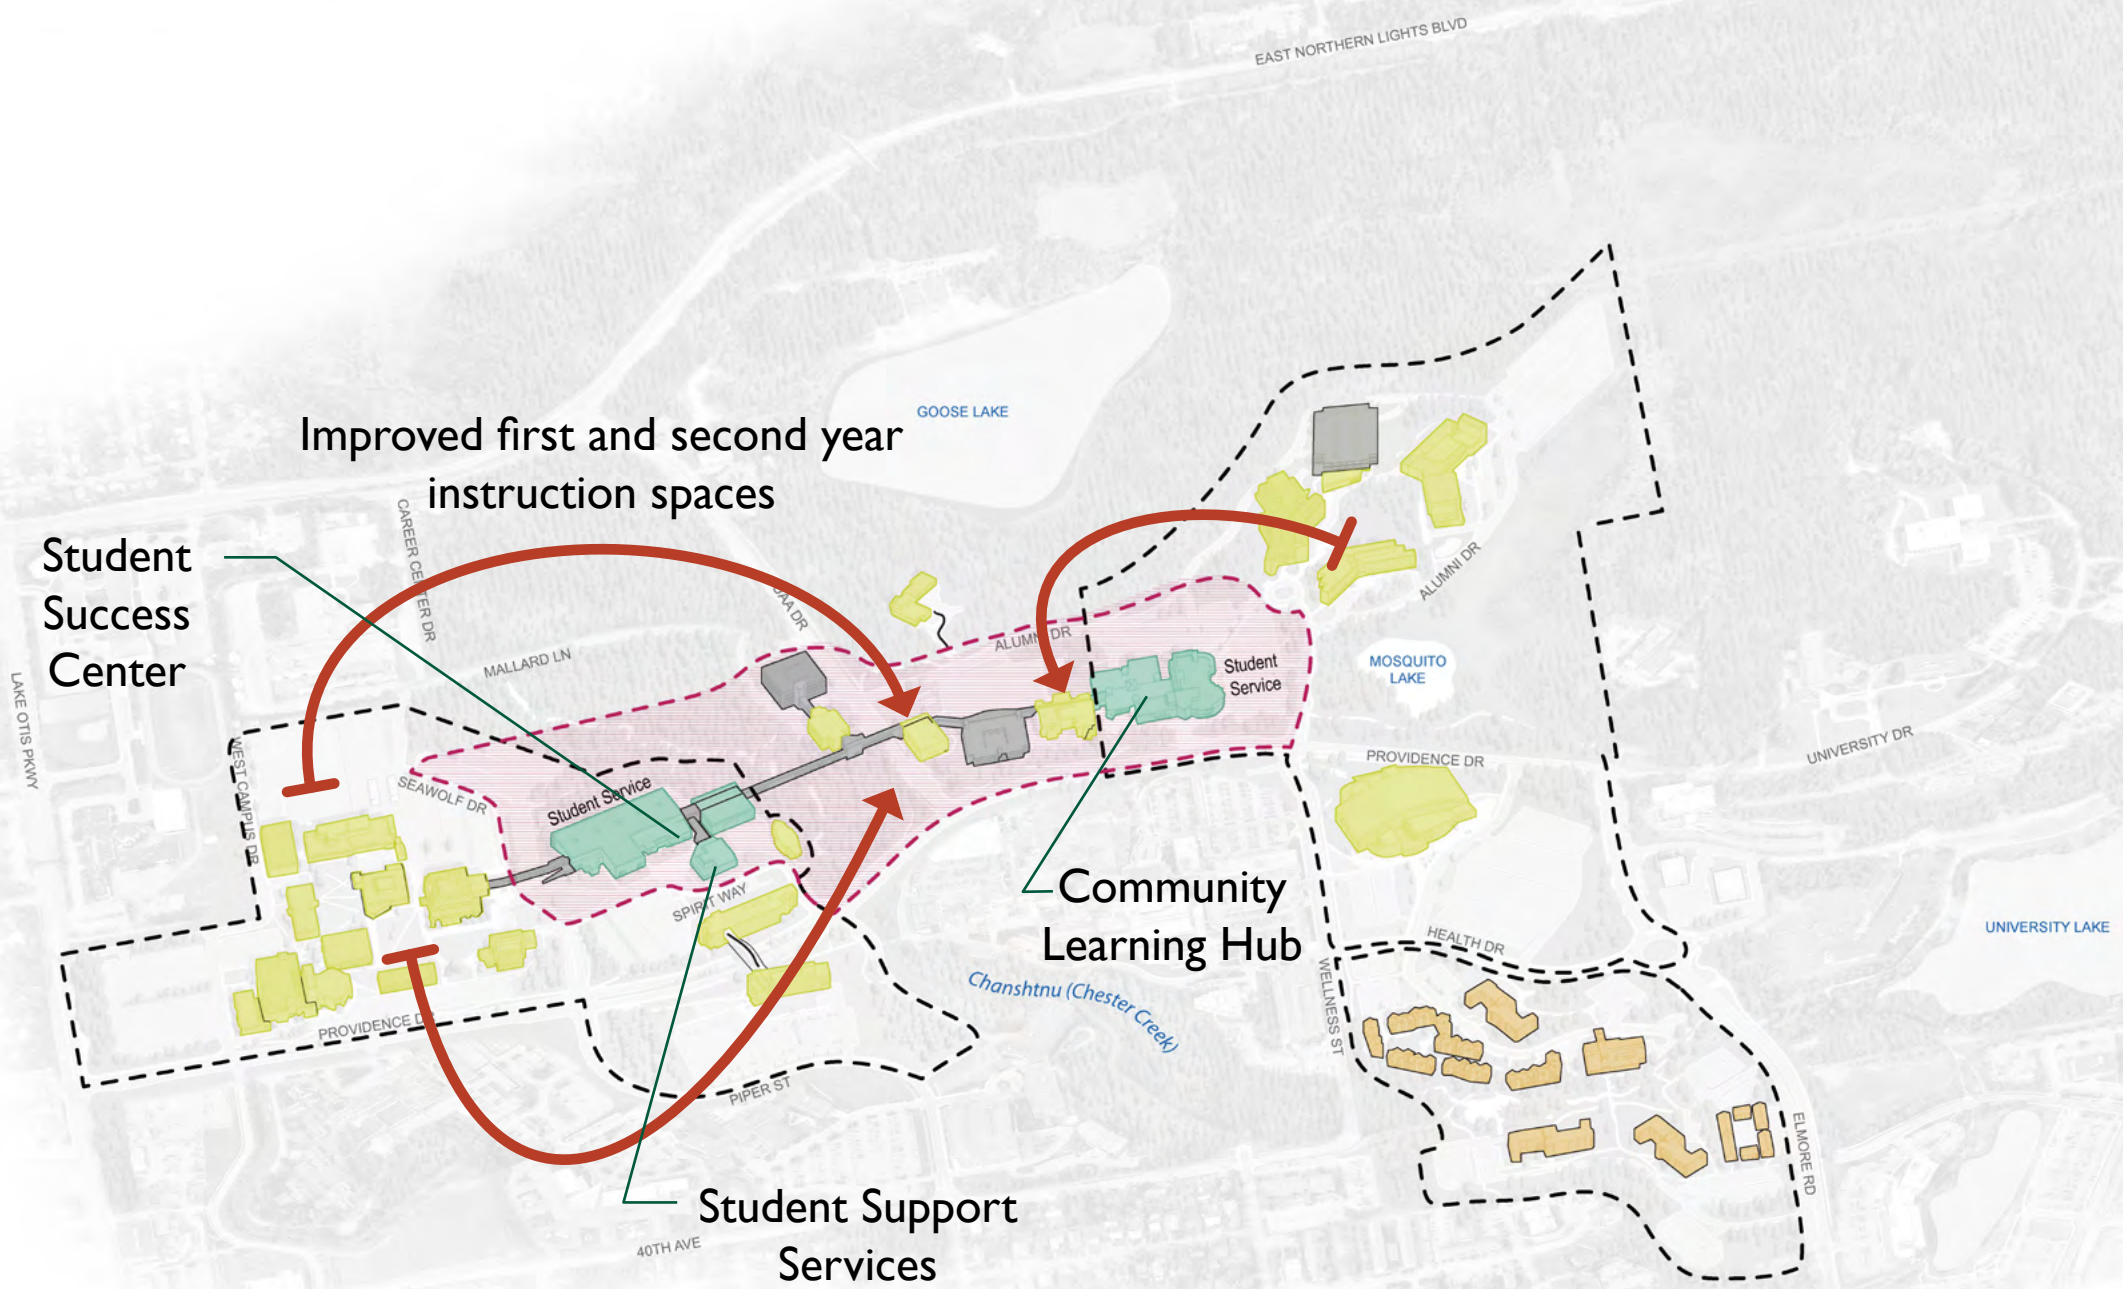 EAST NORTHERN LIGHTS BLVD
GOOSE LAKE
Improved first and second year
instruction spaces
CAREER CENTER DR
Student
Success
Center
UAA DR
ALUMNI DR
MALLARD LN
ALUMNI DR
MOSQUITO
LAKE
Student
Service
LAKE OTIS PKWY
WEST CAMPUS DR
SEAWOLF DR
Student Service
PROVIDENCE DR
UNIVERSITY DR
SPIRIT WAY
Community
Learning Hub
HEALTH DR
UNIVERSITY LAKE
Chanshtnu (Chester Creek)
WELLNESS ST
PROVIDENCE DR
PIPER ST
ELMORE RD
Student Support
Services
40TH AVE